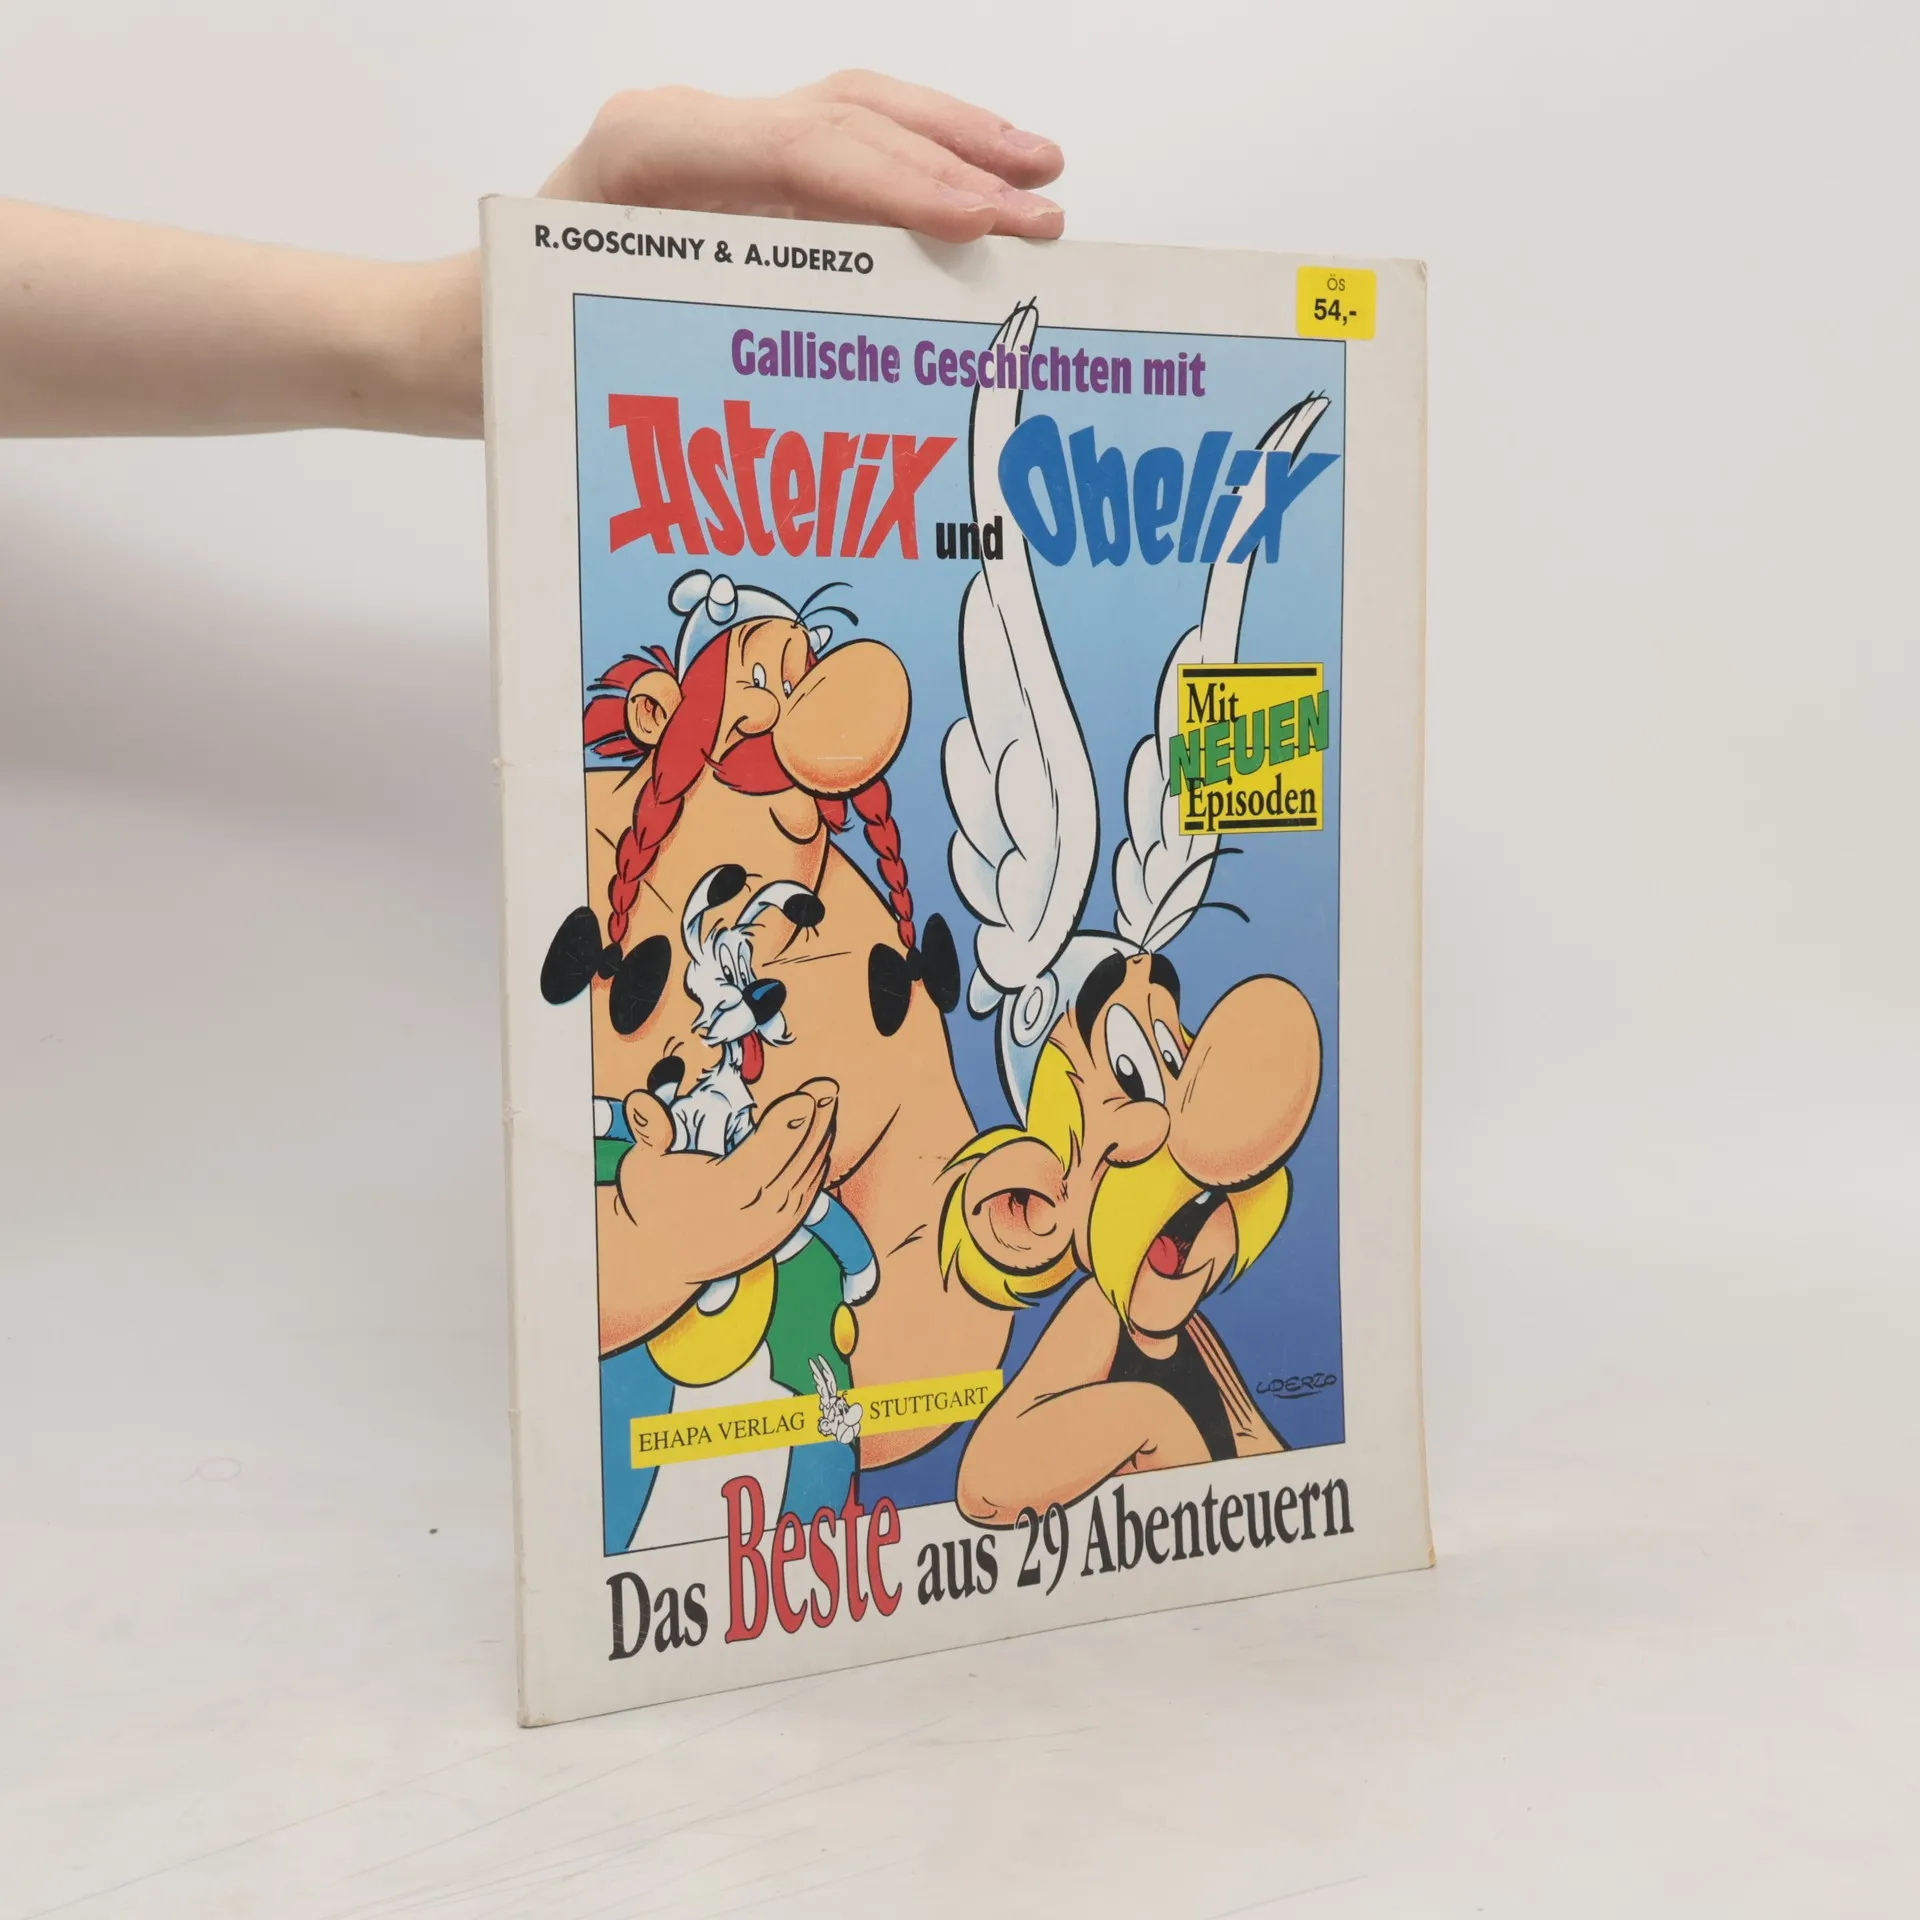 R.GOSCINNY & A.UDERZO
ÖS
54,-
Gallische Geschichten mit
Asterix und Obelix
Mit
NEUEN
Episoden
UDERZO
EHAPA VERLAG STUTTGART
Das Beste aus 29 Abenteuern